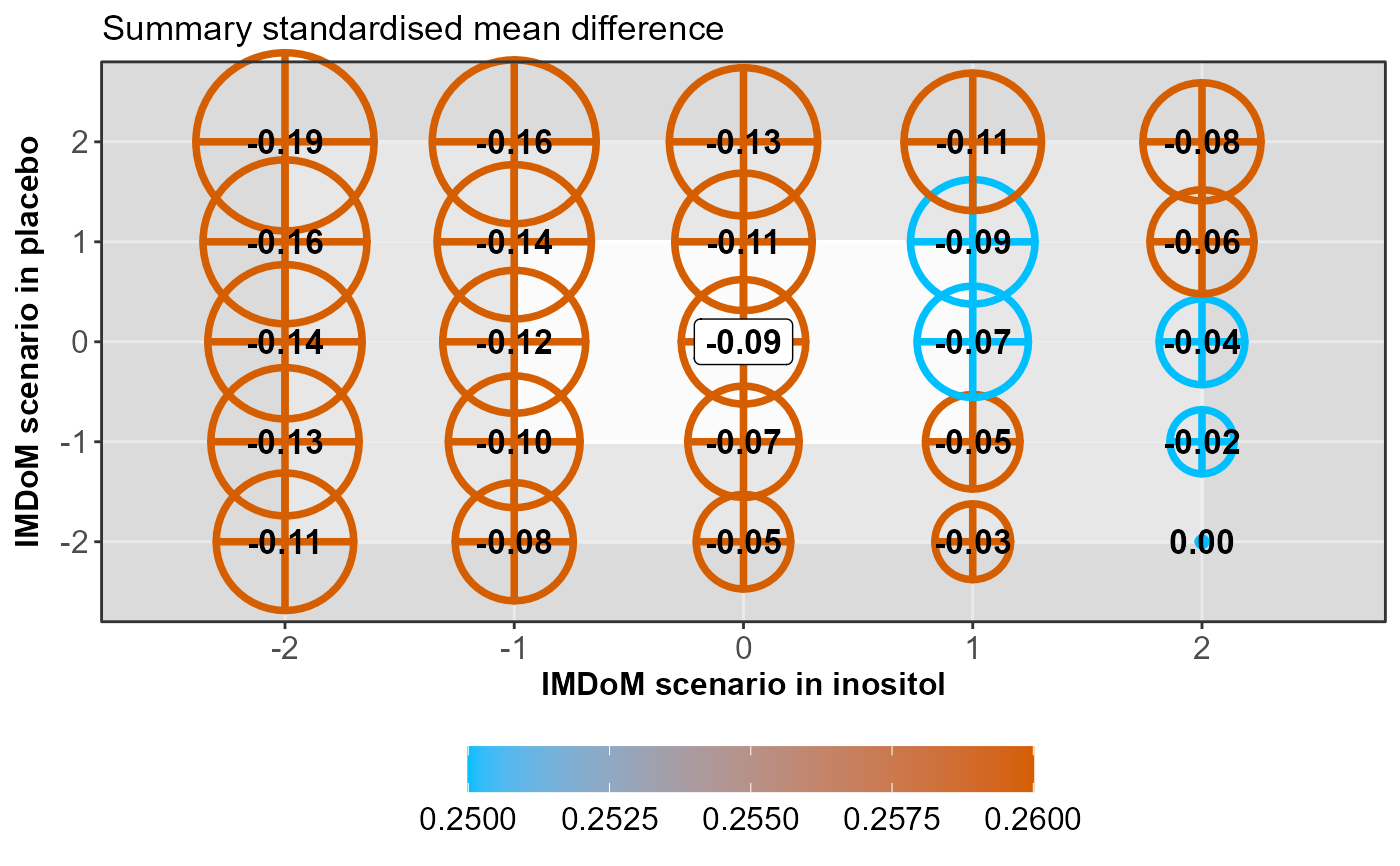 Summary standardised mean difference
IMDoM scenario in placebo
2 -0.19 -0.16 -0.13 -0.11 -0.08
1 -0.16 -0.14 -0.11 -0.09 -0.06
0 -0.14 -0.12 -0.09 -0.07 -0.04
-1 -0.13 -0.10 -0.07 -0.05 -0.02
-2 -0.11 -0.08 -0.05 -0.03 0.00
-2 -1 0 1 2
IMDoM scenario in inositol
0.2500 0.2525 0.2550 0.2575 0.2600